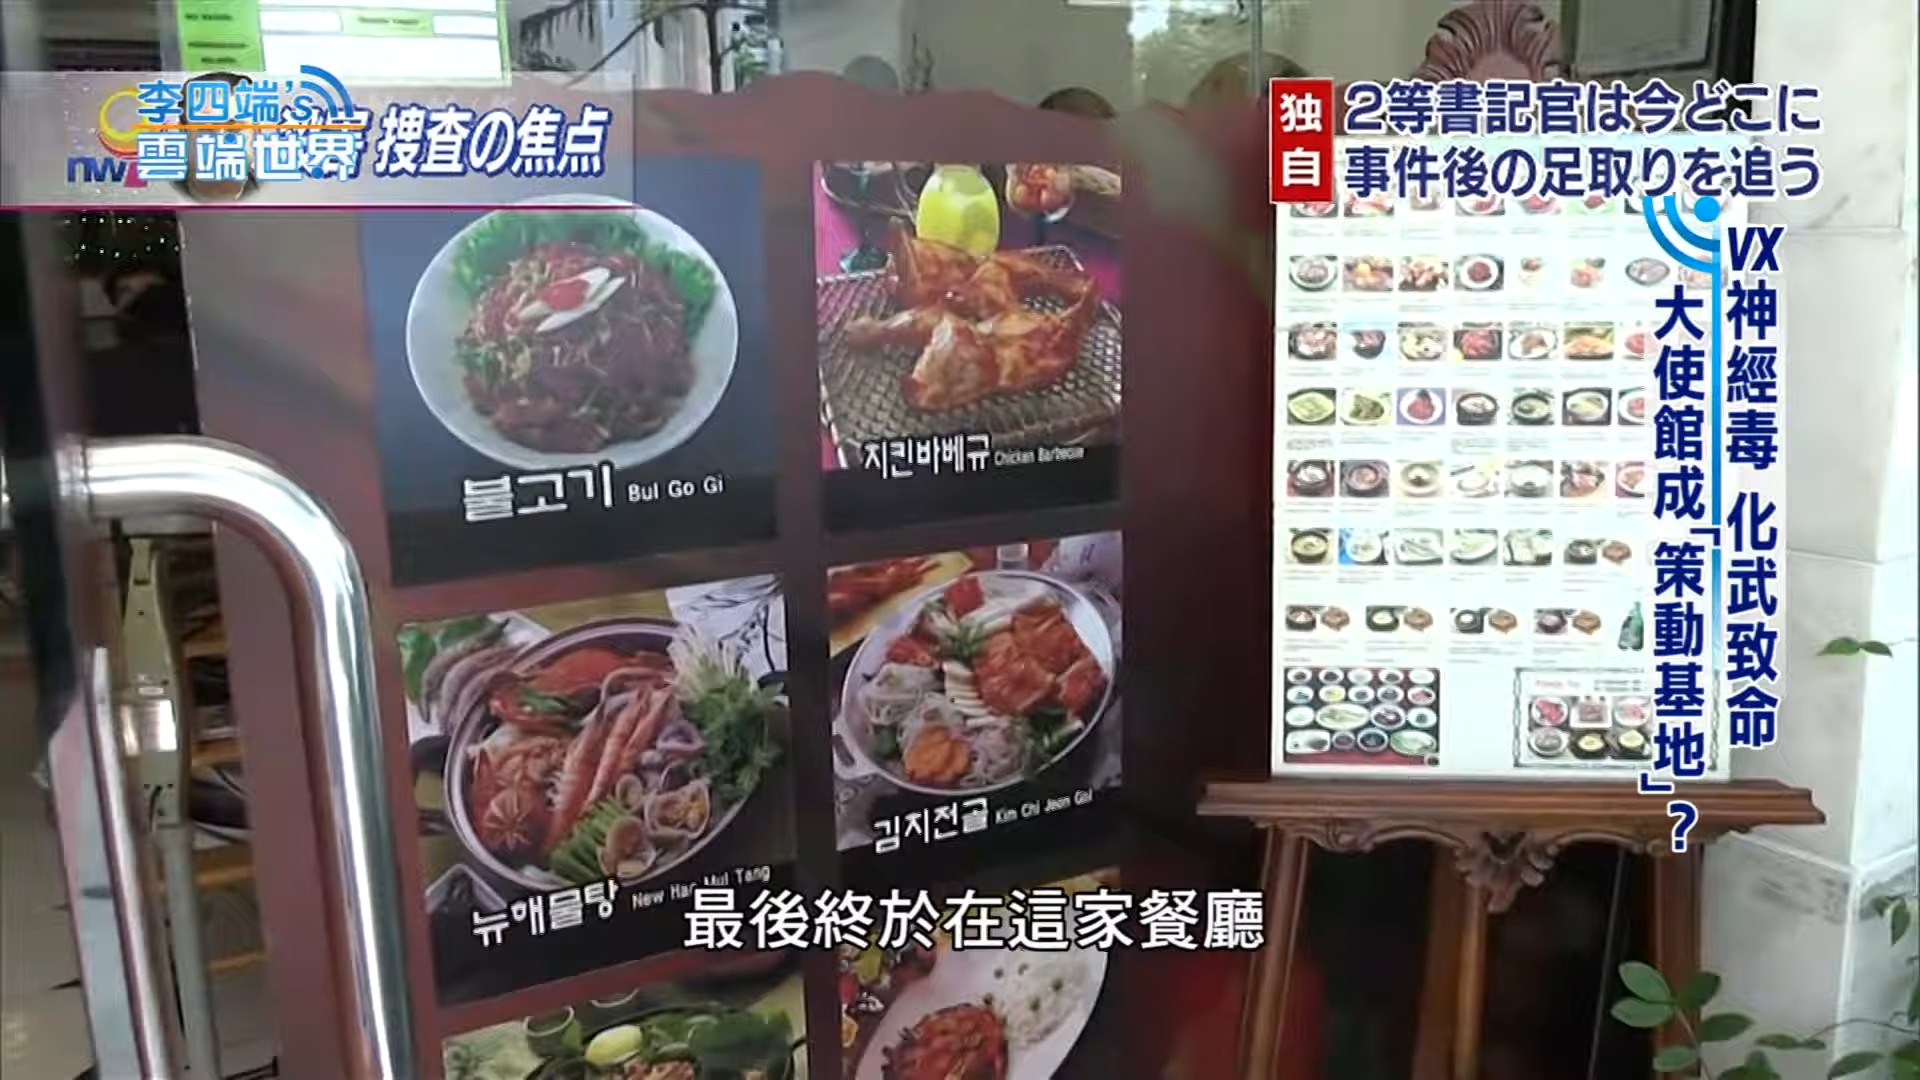 李四端's
雲端世界
捜査の焦点
独自
2等書記官は今どこに
事件後の足取りを追う
VX神經毒 化武致命
大使館成「策動基地」?
불고기 Bul Go Gi
치킨바베큐 Chicken Barbecue
뉴해물탕 New Hae Mul Tang
김치전골 Kim Chi Jeon Gol
最後終於在這家餐廳